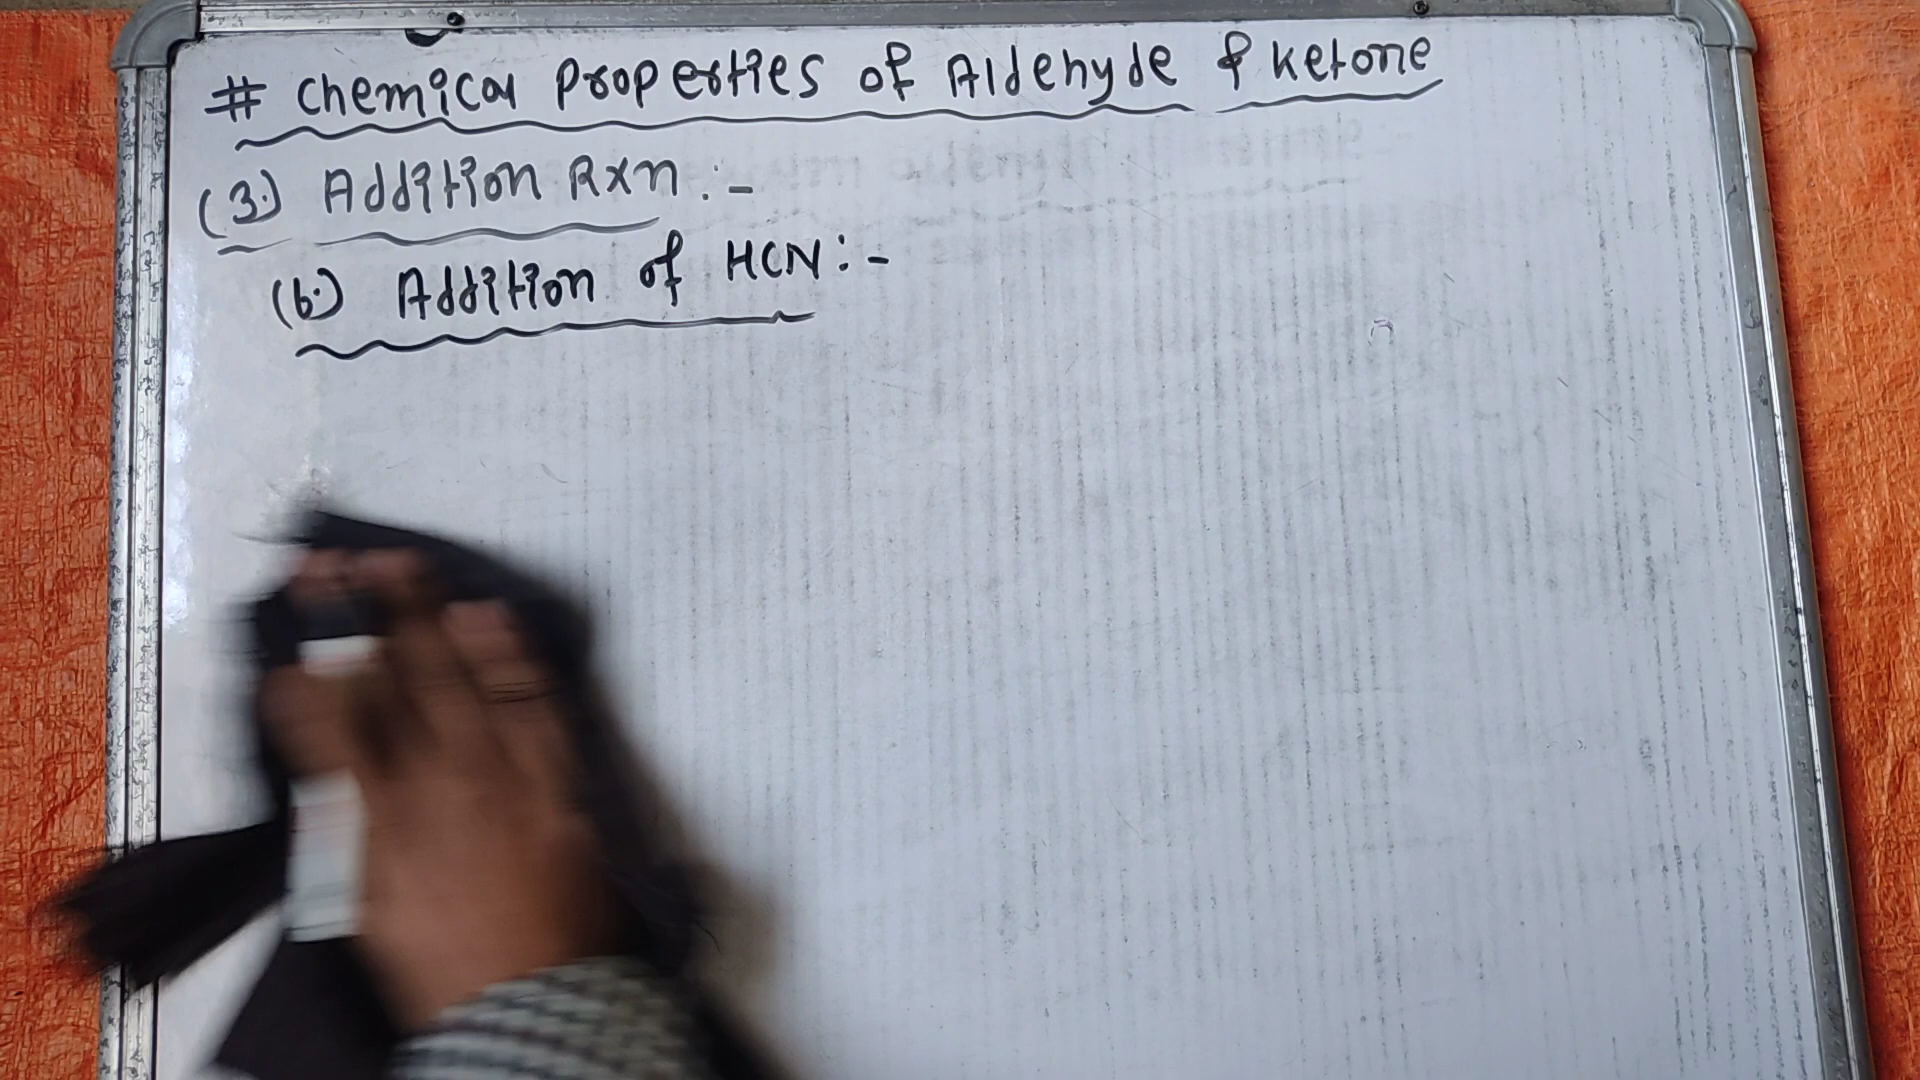 # Chemical Properties of Aldehyde & Ketone
(3.) Addition Rxn :-
(b.) Addition of HCN :-